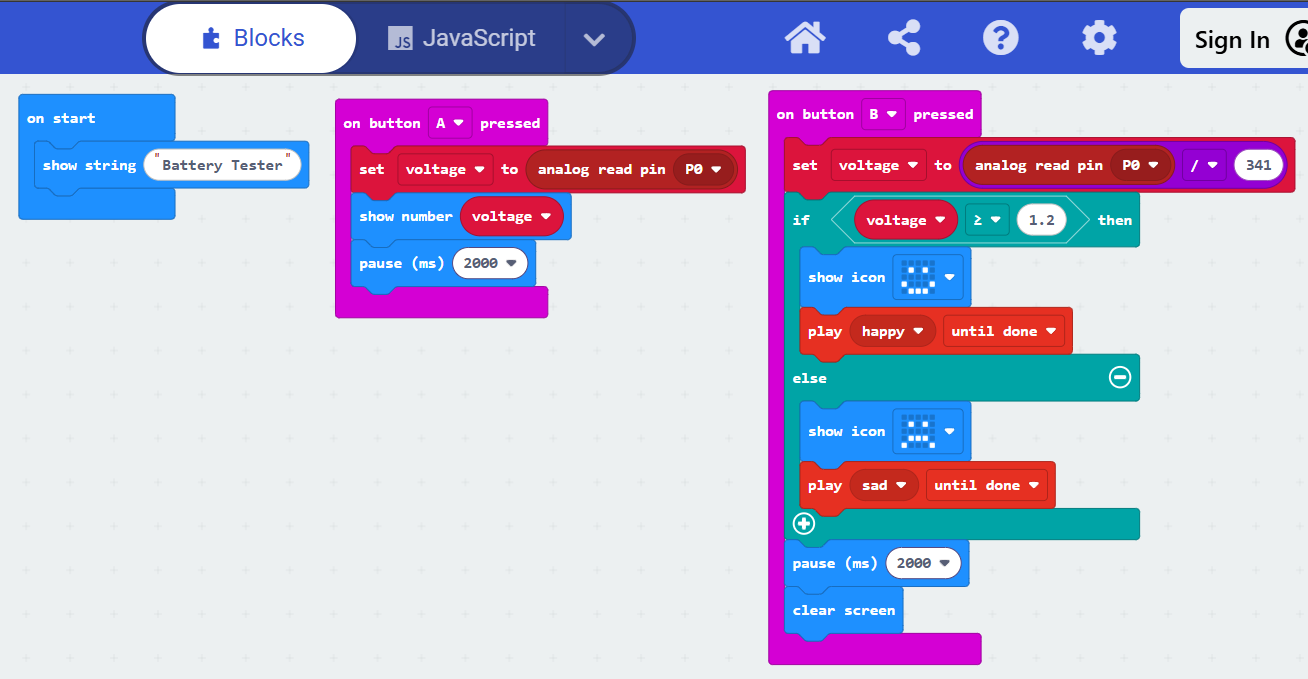 Blocks
JS JavaScript
Sign In
on start
show string "Battery Tester"
on button A pressed
set voltage to analog read pin P0
show number voltage
pause (ms) 2000
on button B pressed
set voltage to analog read pin P0 / 341
if voltage ≥ 1.2 then
show icon
play happy until done
else
show icon
play sad until done
pause (ms) 2000
clear screen